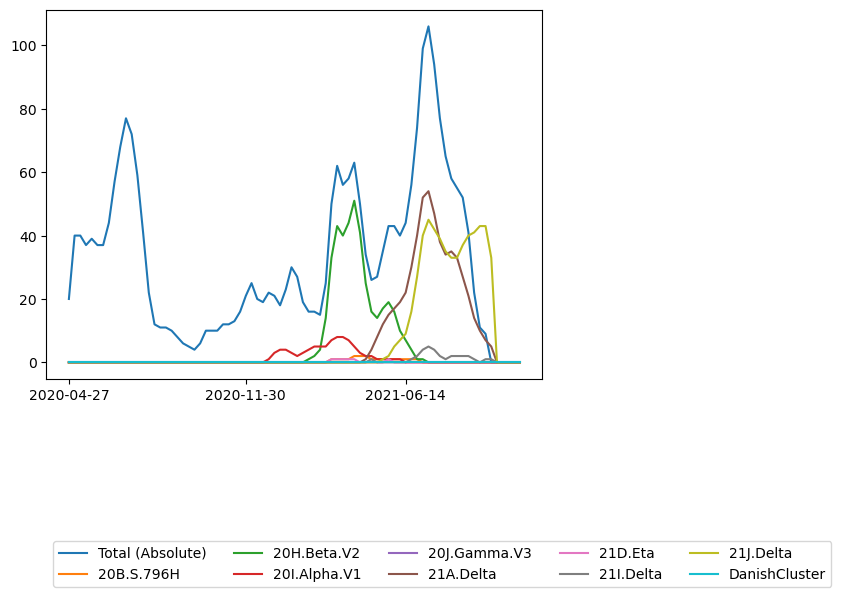 100
80
60
40
20
0
2020-04-27 2020-11-30 2021-06-14
Total (Absolute) 20H.Beta.V2 20J.Gamma.V3 21D.Eta 21J.Delta
20B.S.796H 20I.Alpha.V1 21A.Delta 21I.Delta DanishCluster